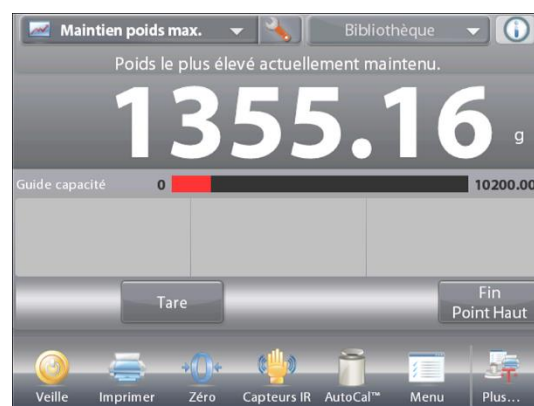 Maintien poids max.
Bibliothèque
Poids le plus élevé actuellement maintenu.
1355.16 g
Guide capacité 0 10200.00
Tare
Fin
Point Haut
Veille Imprimer Zéro Capteurs IR AutoCal™ Menu Plus...